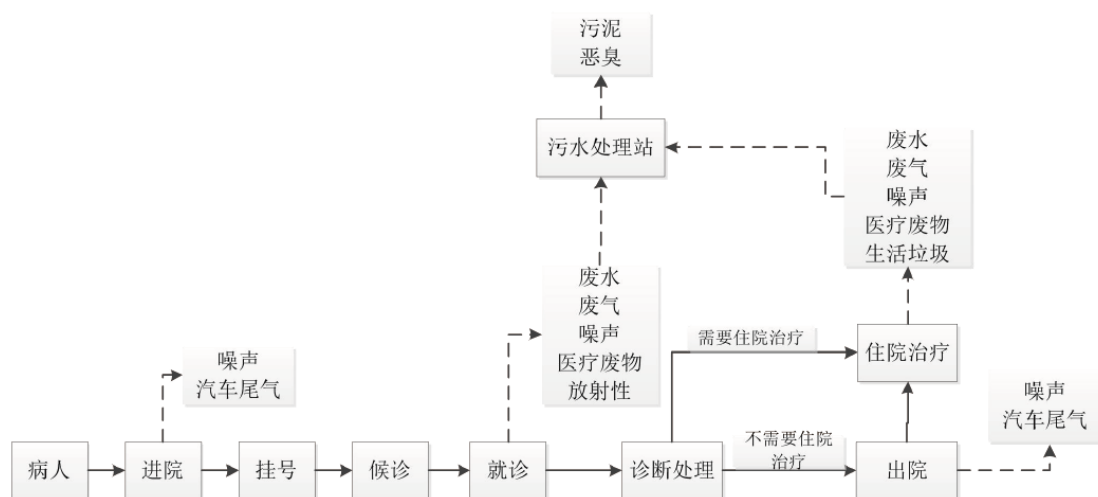 污泥
恶臭
污水处理站
废水
废气
噪声
医疗废物
生活垃圾
废水
废气
噪声
医疗废物
放射性
需要住院治疗
住院治疗
噪声
汽车尾气
噪声
汽车尾气
病人
进院
挂号
候诊
就诊
诊断处理
不需要住院
治疗
出院